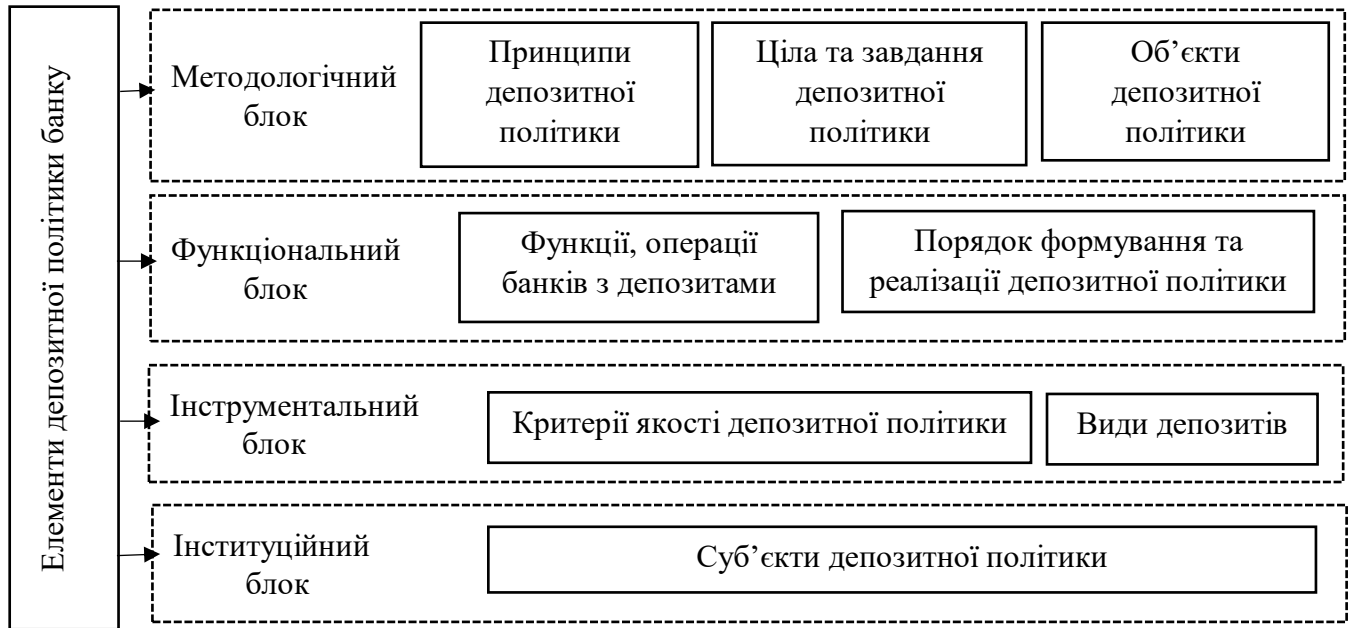 Елементи депозитної політики банку
Методологічний
блок
Принципи
депозитної
політики
Ціла та завдання
депозитної
політики
Об’єкти
депозитної
політики
Функціональний
блок
Функції, операції
банків з депозитами
Порядок формування та
реалізації депозитної політики
Інструментальний
блок
Критерії якості депозитної політики
Види депозитів
Інституційний
блок
Суб’єкти депозитної політики